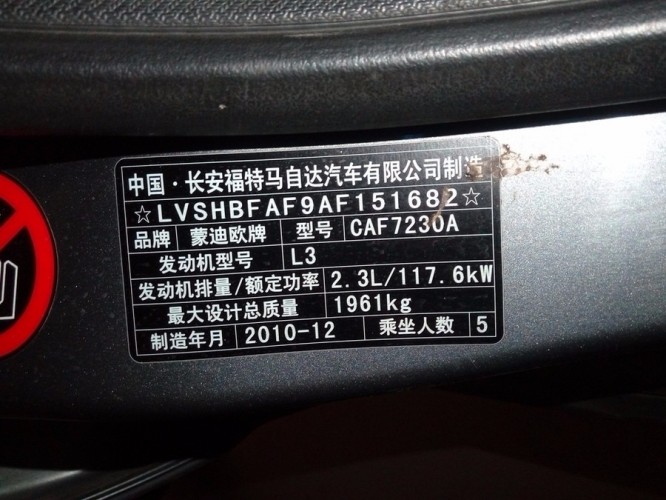 中国·长安福特马自达汽车有限公司制造
☆LVSHBFAF9AF151682☆
品牌 蒙迪欧牌 型号 CAF7230A
发动机型号 L3
发动机排量/额定功率 2.3L/117.6kW
最大设计总质量 1961kg
制造年月 2010-12 乘坐人数 5